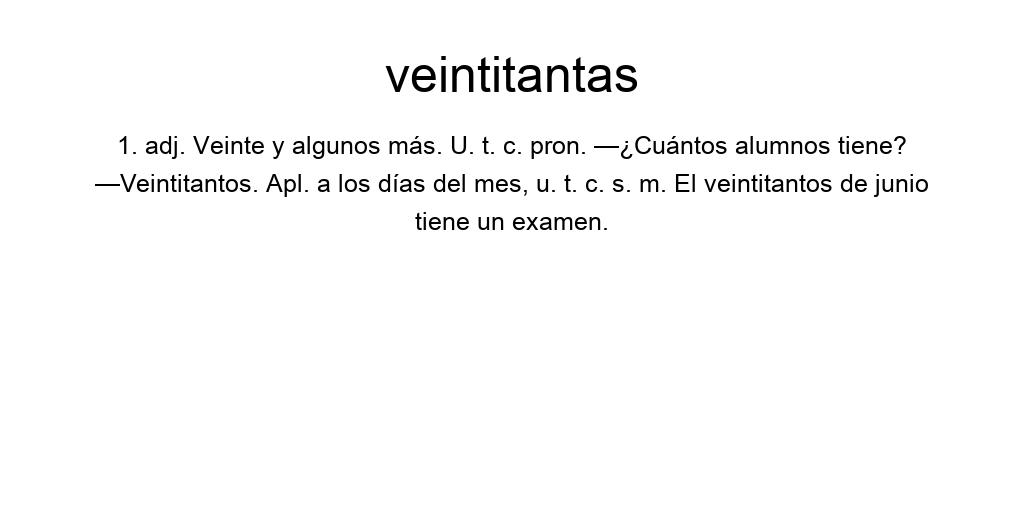 veintitantas
1. adj. Veinte y algunos más. U. t. c. pron. —¿Cuántos alumnos tiene?
—Veintitantos. Apl. a los días del mes, u. t. c. s. m. El veintitantos de junio
tiene un examen.